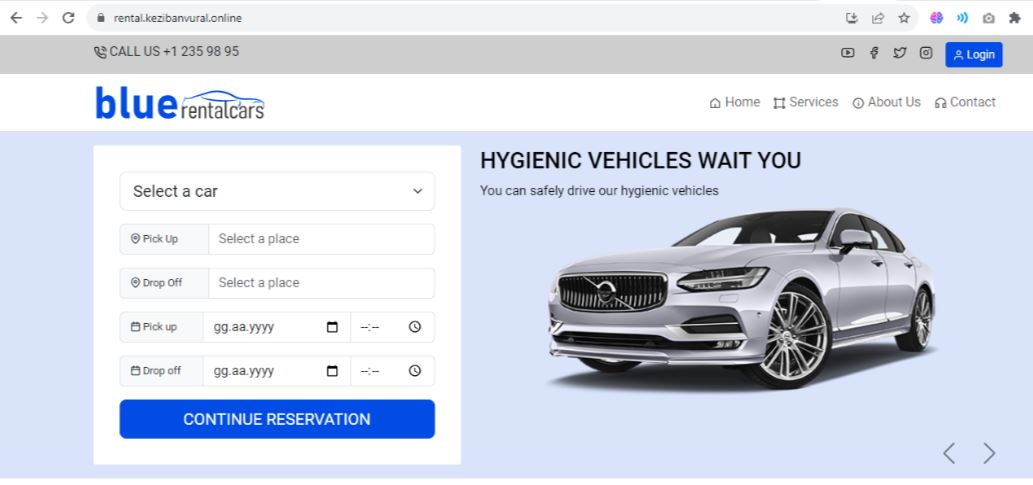 rental.kezibanvural.online
CALL US +1 235 98 95
Login
blue rentalcars
Home Services About Us Contact
HYGIENIC VEHICLES WAIT YOU
You can safely drive our hygienic vehicles
Select a car
Pick Up Select a place
Drop Off Select a place
Pick up gg.aa.yyyy --:--
Drop off gg.aa.yyyy --:--
CONTINUE RESERVATION